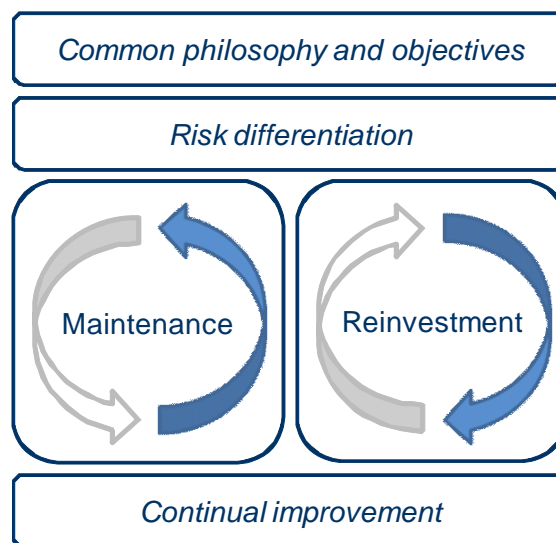 Common philosophy and objectives
Risk differentiation
Maintenance
Reinvestment
Continual improvement